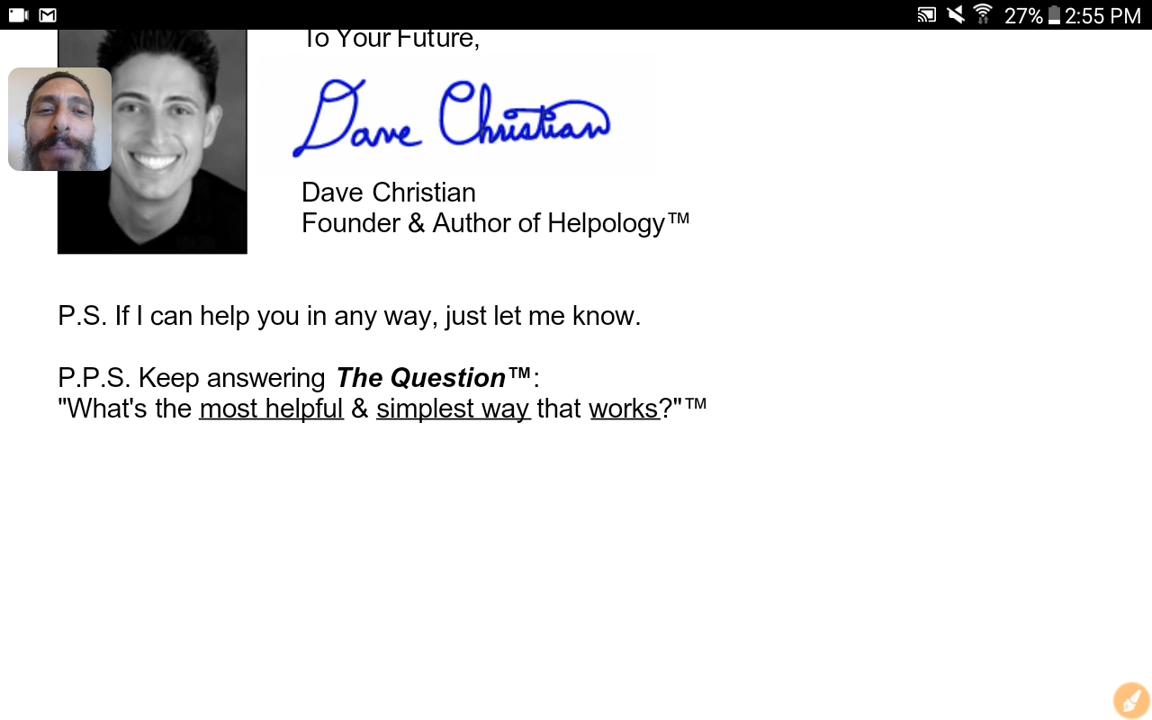 27% 2:55 PM
To Your Future,
Dave Christian
Dave Christian
Founder & Author of Helpology™
P.S. If I can help you in any way, just let me know.
P.P.S. Keep answering The Question™:
"What's the most helpful & simplest way that works?"™